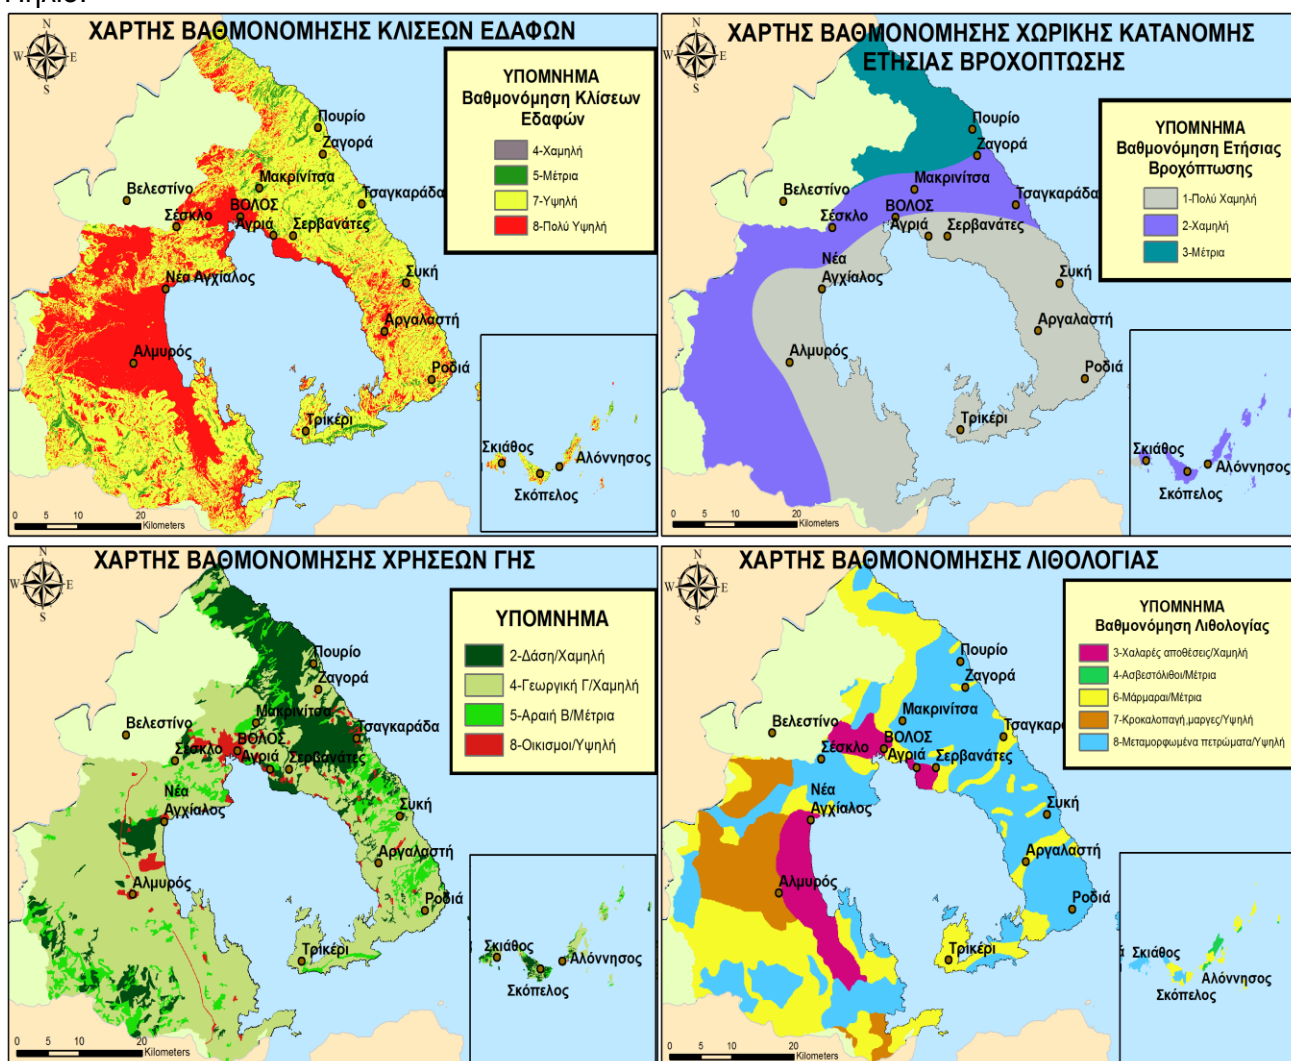 ΧΑΡΤΗΣ ΒΑΘΜΟΝΟΜΗΣΗΣ ΚΛΙΣΕΩΝ ΕΔΑΦΩΝ
N
W E
S
ΥΠΟΜΝΗΜΑ
Βαθμονόμηση Κλίσεων
Εδαφών
4-Χαμηλή
5-Μέτρια
7-Υψηλή
8-Πολύ Υψηλή
Πουρίο
Ζαγορά
Μακρινίτσα
Βελεστίνο
Τσαγκαράδα
ΒΟΛΟΣ
Σέσκλο
Αγριά
Σερβανάτες
Νέα Αγχίαλος
Συκή
Αργαλαστή
Αλμυρός
Ροδιά
Τρικέρι
Σκιάθος
Αλόννησος
Σκόπελος
0 5 10 20
Kilometers
ΧΑΡΤΗΣ ΒΑΘΜΟΝΟΜΗΣΗΣ ΧΩΡΙΚΗΣ ΚΑΤΑΝΟΜΗΣ
ΕΤΗΣΙΑΣ ΒΡΟΧΟΠΤΩΣΗΣ
N
W E
S
ΥΠΟΜΝΗΜΑ
Βαθμονόμηση Ετήσιας
Βροχόπτωσης
1-Πολύ Χαμηλή
2-Χαμηλή
3-Μέτρια
Πουρίο
Ζαγορά
Μακρινίτσα
Βελεστίνο
Τσαγκαράδα
ΒΟΛΟΣ
Σέσκλο
Αγριά
Σερβανάτες
Νέα
Αγχίαλος
Συκή
Αργαλαστή
Αλμυρός
Ροδιά
Τρικέρι
Σκιάθος
Αλόννησος
Σκόπελος
0 5 10 20
Kilometers
ΧΑΡΤΗΣ ΒΑΘΜΟΝΟΜΗΣΗΣ ΧΡΗΣΕΩΝ ΓΗΣ
N
W E
S
ΥΠΟΜΝΗΜΑ
2-Δάση/Χαμηλή
4-Γεωργική Γ/Χαμηλή
5-Αραιή Β/Μέτρια
8-Οικισμοι/Υψηλή
Πουρίο
Ζαγορά
Μακρινίτσα
Βελεστίνο
Τσαγκαράδα
ΒΟΛΟΣ
Σέσκλο
Αγριά
Σερβανάτες
Νέα
Αγχίαλος
Συκή
Αργαλαστή
Αλμυρός
Ροδιά
Τρικέρι
Σκιάθος
Αλόννησος
Σκόπελος
0 5 10 20
Kilometers
ΧΑΡΤΗΣ ΒΑΘΜΟΝΟΜΗΣΗΣ ΛΙΘΟΛΟΓΙΑΣ
N
W E
S
ΥΠΟΜΝΗΜΑ
Βαθμονόμηση Λιθολογίας
3-Χαλαρές αποθέσεις/Χαμηλή
4-Ασβεστόλιθοι/Μέτρια
6-Μάρμαρα/Μέτρια
7-Κροκαλοπαγή,μαργες/Υψηλή
8-Μεταμορφωμένα πετρώματα/Υψηλή
Πουρίο
Ζαγορά
Μακρινίτσα
Βελεστίνο
Τσαγκαράδα
ΒΟΛΟΣ
Σέσκλο
Αγριά
Σερβανάτες
Νέα
Αγχίαλος
Συκή
Αργαλαστή
Αλμυρός
Ροδιά
Τρικέρι
Σκιάθος
Αλόννησος
Σκόπελος
0 5 10 20
Kilometers